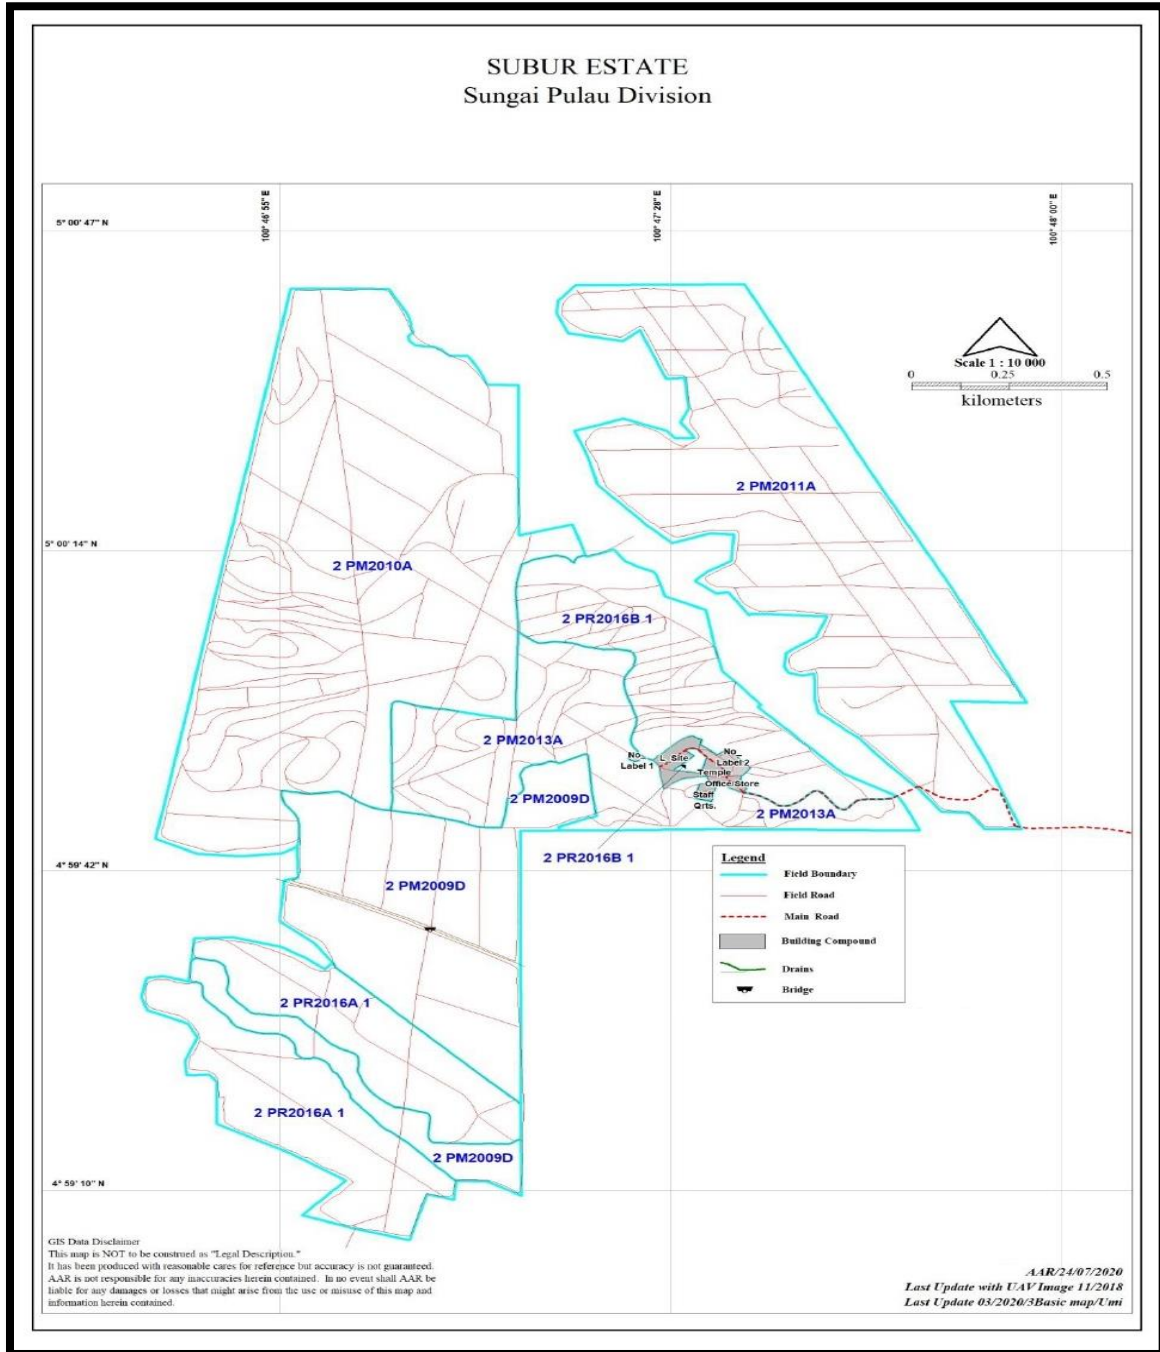 SUBUR ESTATE
Sungai Pulau Division
100° 46' 55" E
100° 47' 28" E
100° 48' 00" E
5° 00' 47" N
Scale 1 : 10 000
0 0.25 0.5
kilometers
2 PM2011A
5° 00' 14" N
2 PM2010A
2 PR2016B 1
2 PM2013A
No_
Label 1
L_Site
No_
Label 2
Temple
Office/Store
Staff
Qrts.
2 PM2009D
2 PM2013A
2 PR2016B 1
4° 59' 42" N
2 PM2009D
Legend
Field Boundary
Field Road
Main Road
Building Compound
Drains
Bridge
2 PR2016A 1
2 PR2016A 1
2 PM2009D
4° 59' 10" N
GIS Data Disclaimer
This map is NOT to be construed as "Legal Description."
It has been produced with reasonable cares for reference but accuracy is not guaranteed.
AAR is not responsible for any inaccuracies herein contained. In no event shall AAR be
liable for any damages or losses that might arise from the use or misuse of this map and
information herein contained.
AAR/24/07/2020
Last Update with UAV Image 11/2018
Last Update 03/2020/3Basic map/Umi